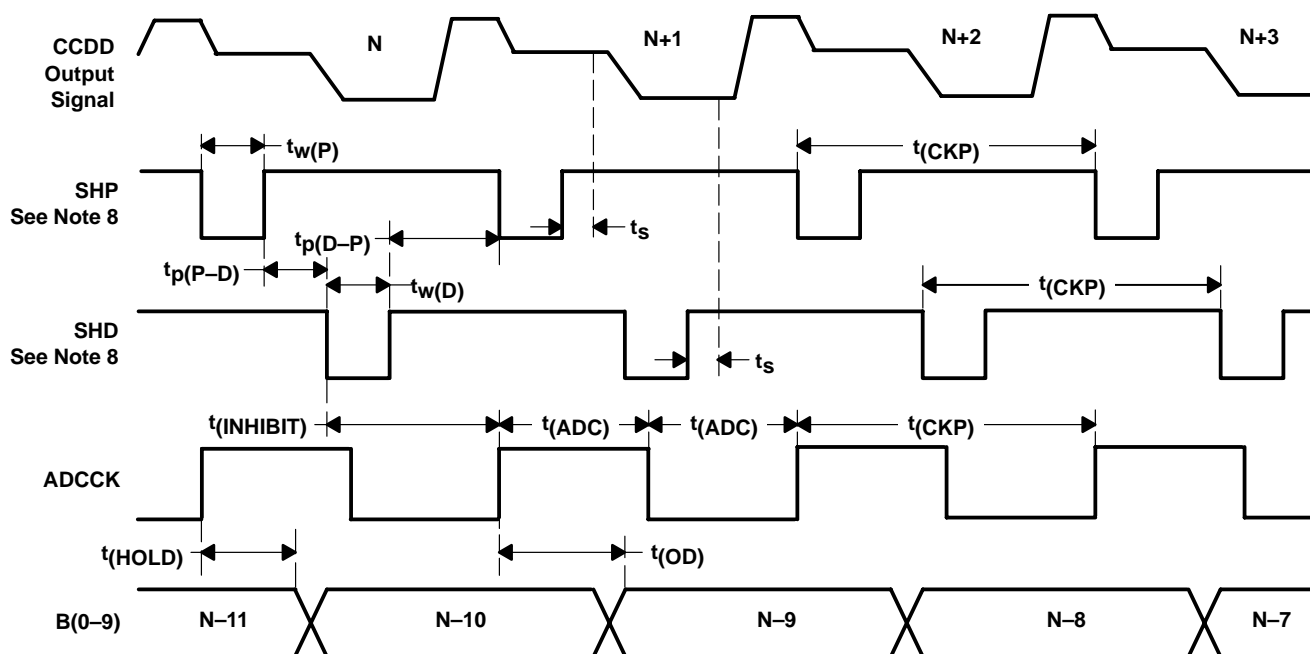 CCDD
Output
Signal
N
N+1
N+2
N+3
tw(P)
t(CKP)
SHP
See Note 8
tS
tp(D–P)
tp(P–D)
tw(D)
t(CKP)
SHD
See Note 8
tS
t(INHIBIT)
t(ADC)
t(ADC)
t(CKP)
ADCCK
t(HOLD)
t(OD)
B(0–9)
N–11
N–10
N–9
N–8
N–7